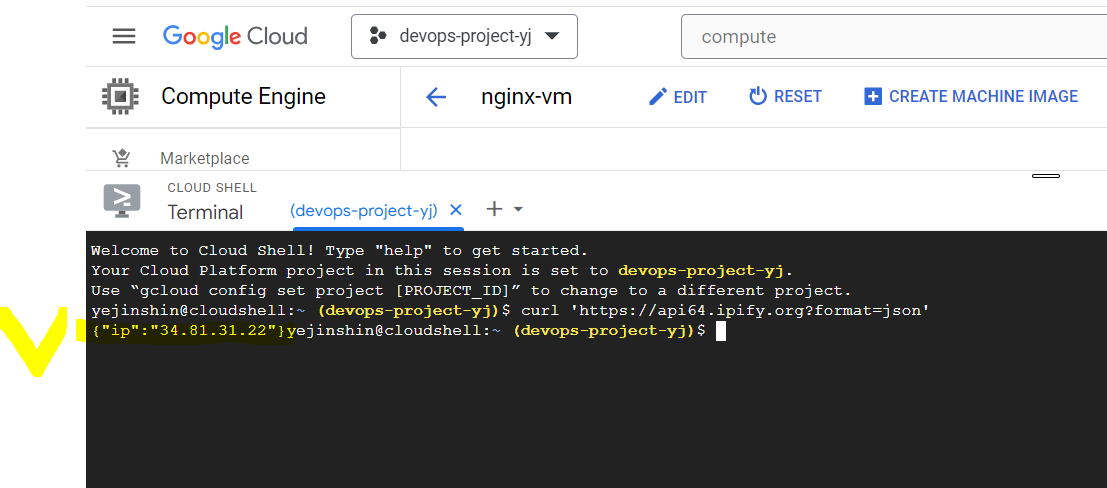 Google Cloud
devops-project-yj
compute
Compute Engine
nginx-vm
EDIT
RESET
CREATE MACHINE IMAGE
Marketplace
CLOUD SHELL
Terminal
(devops-project-yj)
Welcome to Cloud Shell! Type "help" to get started.
Your Cloud Platform project in this session is set to devops-project-yj.
Use “gcloud config set project [PROJECT_ID]” to change to a different project.
yejinshin@cloudshell:~ (devops-project-yj)$ curl 'https://api64.ipify.org?format=json'
{"ip":"34.81.31.22"}yejinshin@cloudshell:~ (devops-project-yj)$